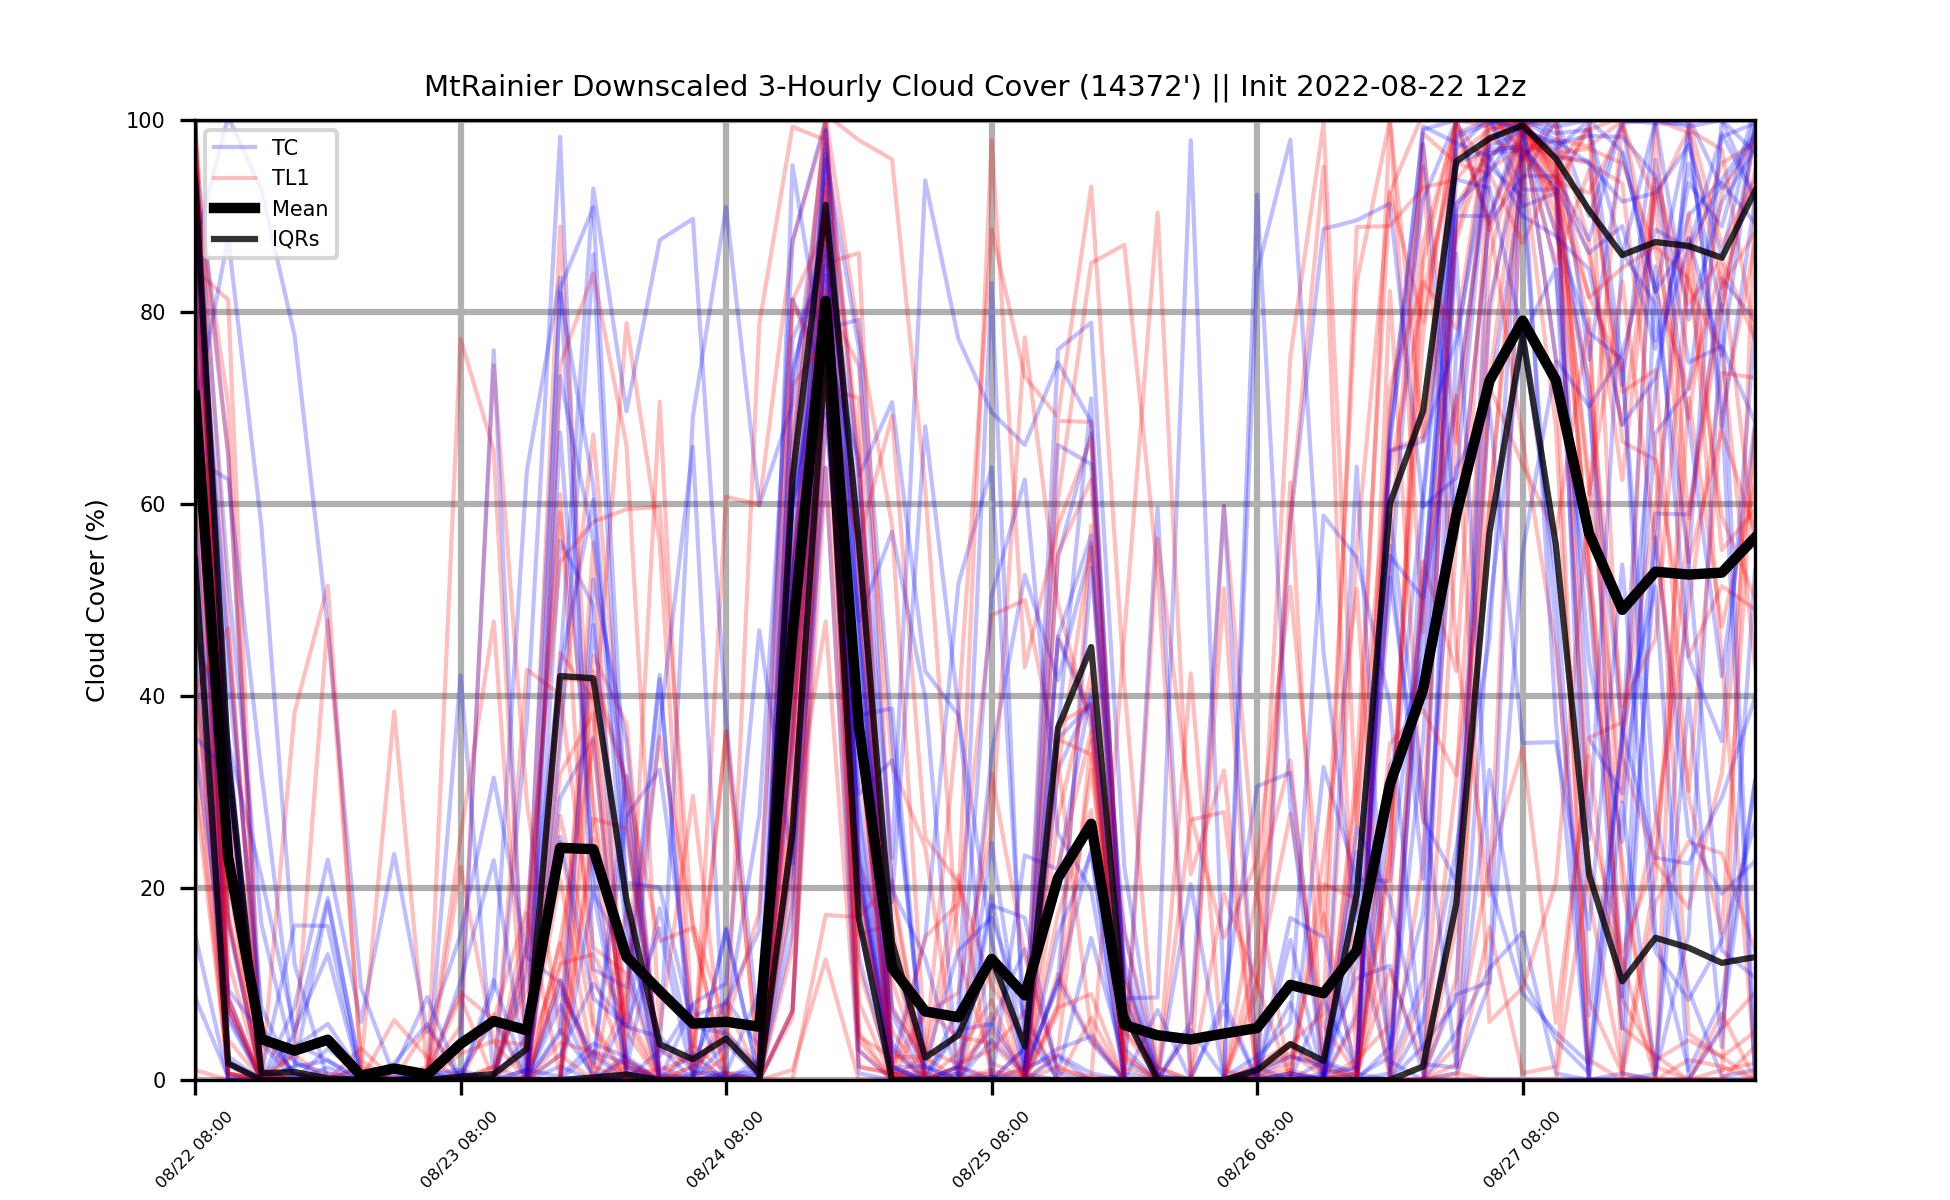 MtRainier Downscaled 3-Hourly Cloud Cover (14372') || Init 2022-08-22 12z
TC
TL1
Mean
IQRs
Cloud Cover (%)
100
80
60
40
20
0
08/22 08:00
08/23 08:00
08/24 08:00
08/25 08:00
08/26 08:00
08/27 08:00